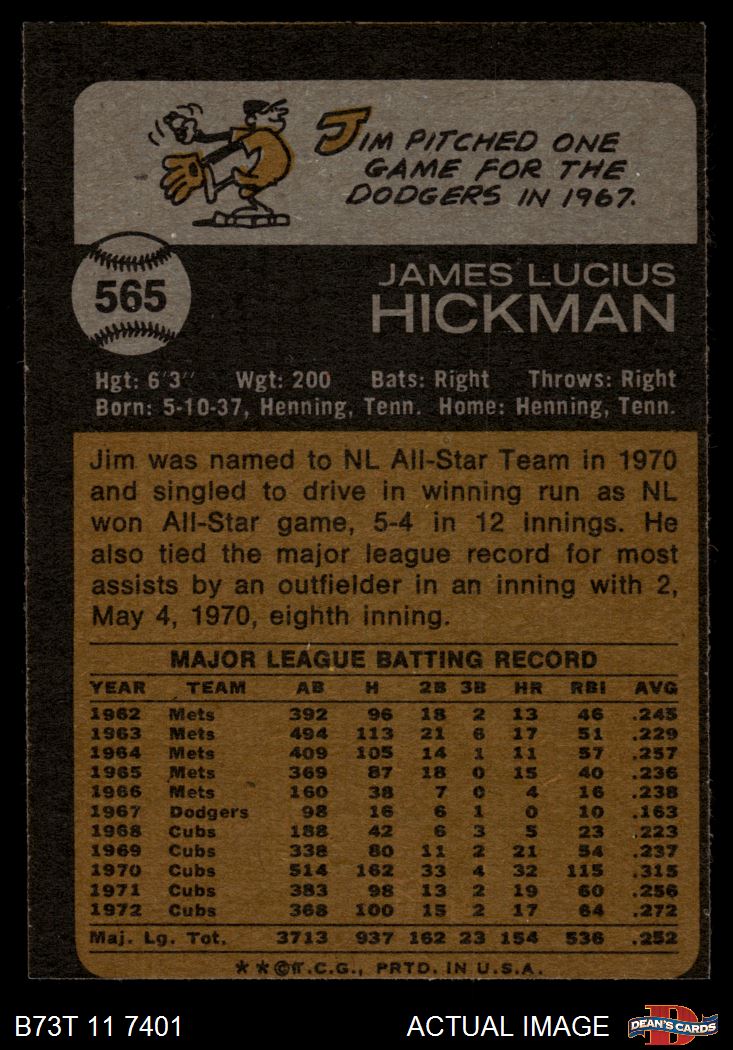 JIM PITCHED ONE
GAME FOR THE
DODGERS IN 1967.
565
JAMES LUCIUS
HICKMAN
Hgt: 6'3" Wgt: 200 Bats: Right Throws: Right
Born: 5-10-37, Henning, Tenn. Home: Henning, Tenn.
Jim was named to NL All-Star Team in 1970
and singled to drive in winning run as NL
won All-Star game, 5-4 in 12 innings. He
also tied the major league record for most
assists by an outfielder in an inning with 2,
May 4, 1970, eighth inning.
MAJOR LEAGUE BATTING RECORD
YEAR TEAM AB H 2B 3B HR RBI AVG
1962 Mets 392 96 18 2 13 46 .245
1963 Mets 494 113 21 6 17 51 .229
1964 Mets 409 105 14 1 11 57 .257
1965 Mets 369 87 18 0 15 40 .236
1966 Mets 160 38 7 0 4 16 .238
1967 Dodgers 98 16 6 1 0 10 .163
1968 Cubs 188 42 6 3 5 23 .223
1969 Cubs 338 80 11 2 21 54 .237
1970 Cubs 514 162 33 4 32 115 .315
1971 Cubs 383 98 13 2 19 60 .256
1972 Cubs 368 100 15 2 17 64 .272
Maj. Lg. Tot. 3713 937 162 23 154 536 .252
**©T.C.G., PRTD. IN U.S.A.
B73T 11 7401 ACTUAL IMAGE D DEAN'S CARDS